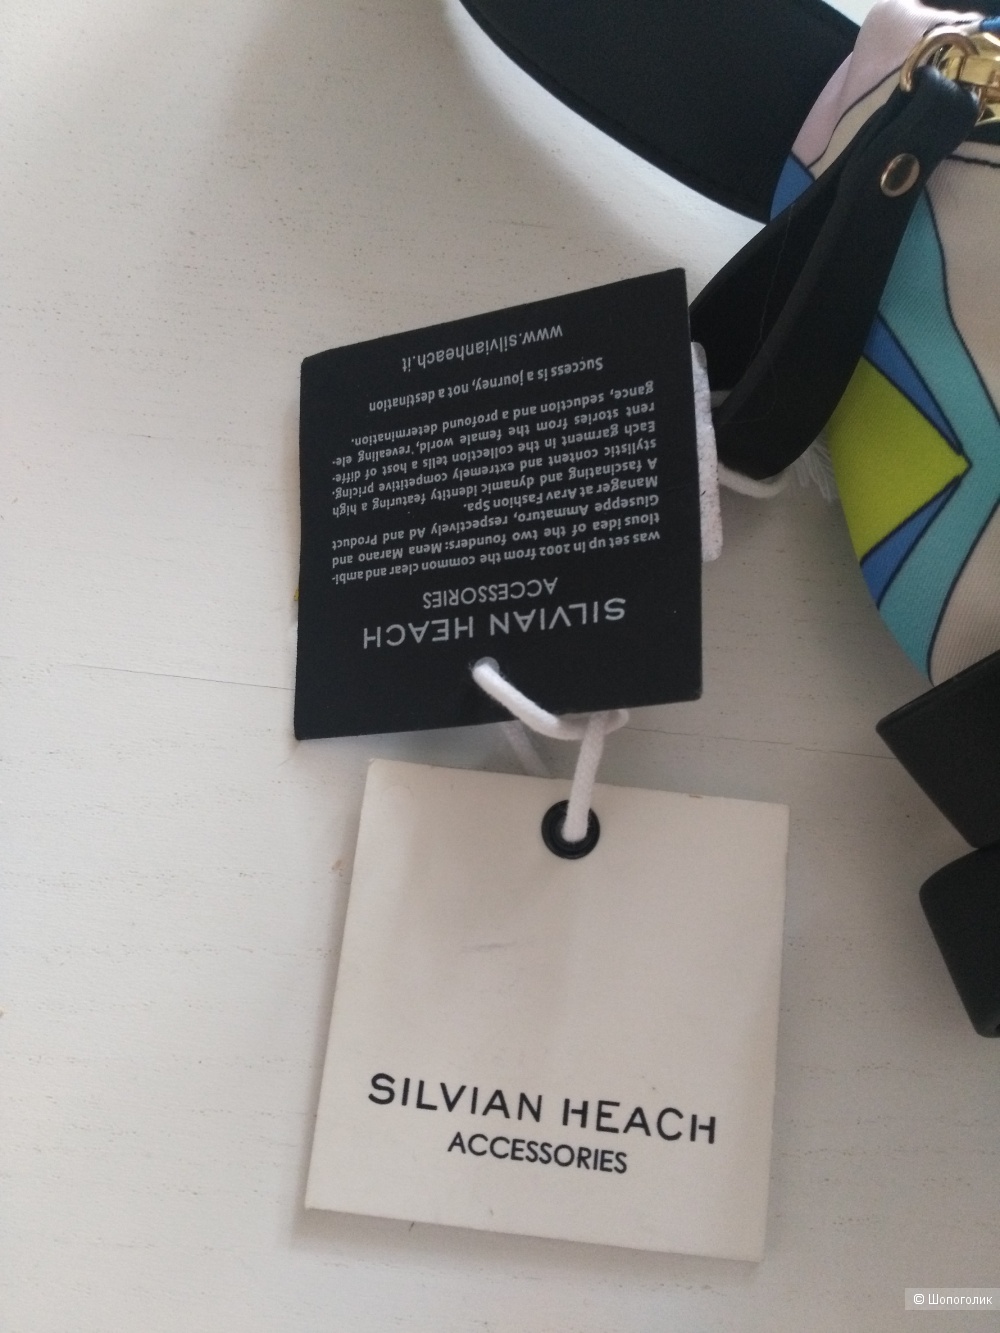 SILVIAN HEACH
ACCESSORIES
was set up in 2002 from the common clear and ambi-
tious idea of the two founders: Mena Marano and
Giuseppe Ammaturo, respectively Ad and Product
Manager at Arav Fashion Spa.
A fascinating and dynamic identity featuring a high
stylistic content and extremely competitive pricing.
Each garment in the collection tells a host of diffe-
rent stories from the female world, revealing ele-
gance, seduction and a profound determination.
Success is a journey, not a destination
www.silvianheach.it
SILVIAN HEACH
ACCESSORIES
© Шопоголик